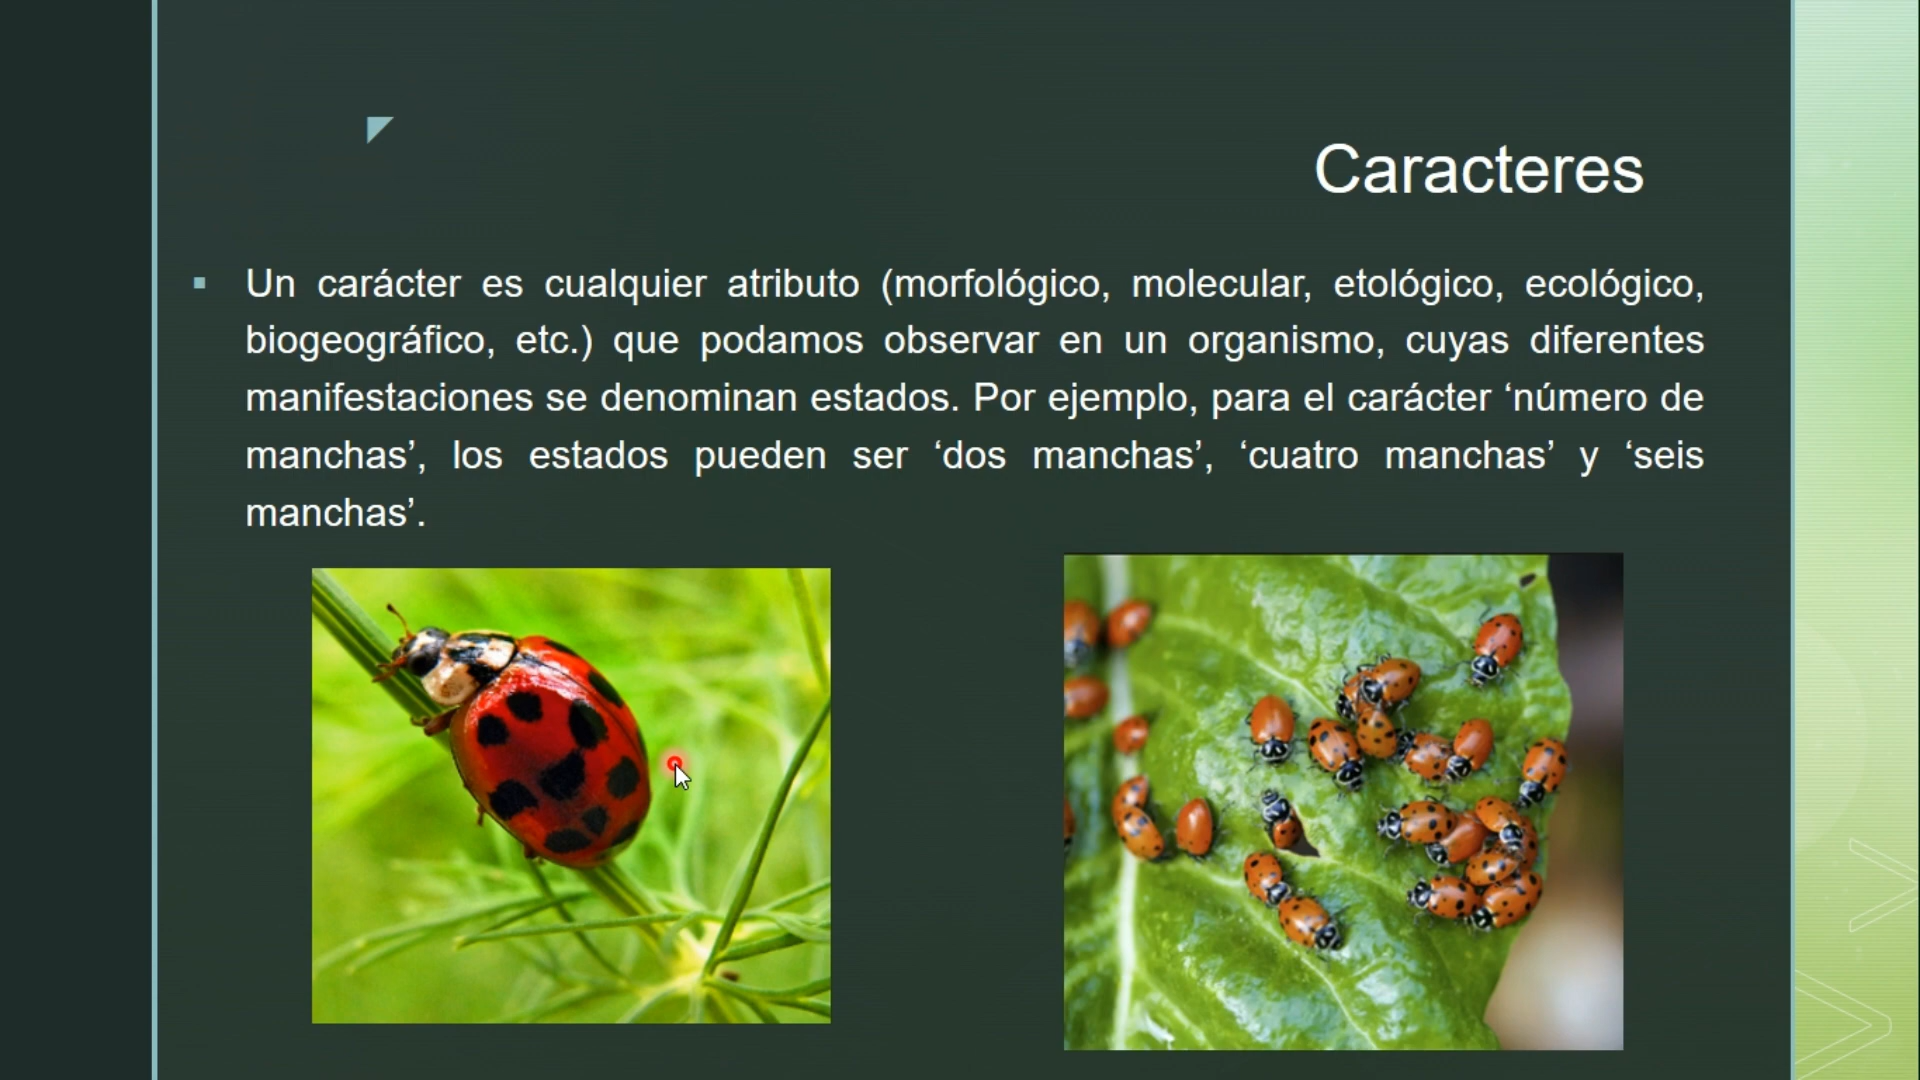 Caracteres
Un carácter es cualquier atributo (morfológico, molecular, etológico, ecológico,
biogeográfico, etc.) que podamos observar en un organismo, cuyas diferentes
manifestaciones se denominan estados. Por ejemplo, para el carácter ‘número de
manchas’, los estados pueden ser ‘dos manchas’, ‘cuatro manchas’ y ‘seis
manchas’.